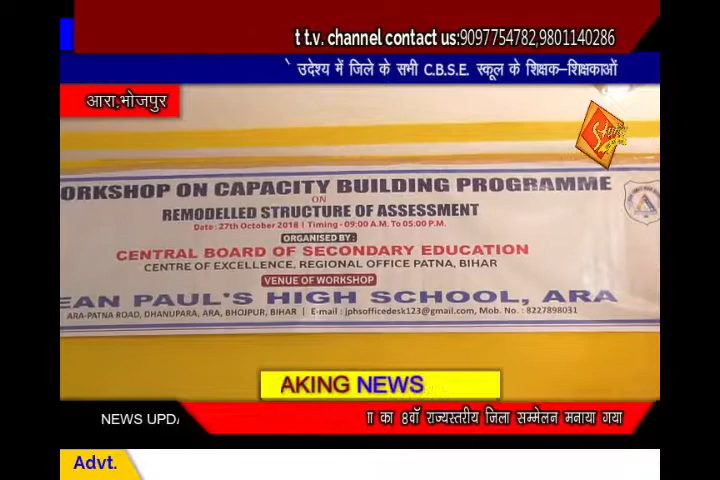 t t.v. channel contact us:9097754782,9801140286
उदेश्य में जिले के सभी C.B.S.E. स्कूल के शिक्षक–शिक्षकाओं
आरा,भोजपुर
ORKSHOP ON CAPACITY BUILDING PROGRAMME
ON
REMODELLED STRUCTURE OF ASSESSMENT
Date : 27th October 2018 | Timing - 09:00 A.M. To 05:00 P.M.
ORGANISED BY:
CENTRAL BOARD OF SECONDARY EDUCATION
CENTRE OF EXCELLENCE, REGIONAL OFFICE PATNA, BIHAR
VENUE OF WORKSHOP
EAN PAUL'S HIGH SCHOOL, ARA
ARA-PATNA ROAD, DHANUPARA, ARA, BHOJPUR, BIHAR | E-mail : jphsofficedesk123@gmail.com, Mob. No. : 8227898031
AKING NEWS
NEWS UPDA
का 8वॉ राज्यस्तरीय जिला सम्मेलन मनाया गया
Advt.